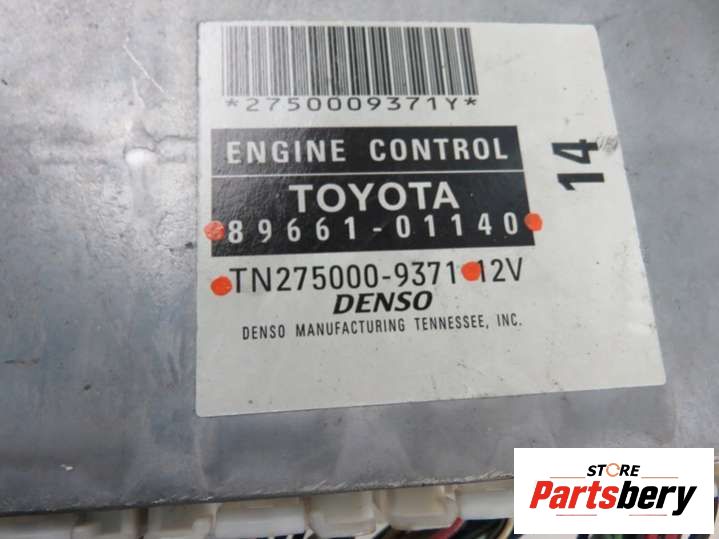 *2750009371Y*
ENGINE CONTROL
14
TOYOTA
89661-01140
TN275000-9371 12V
DENSO
DENSO MANUFACTURING TENNESSEE, INC.
STORE
Partsbery